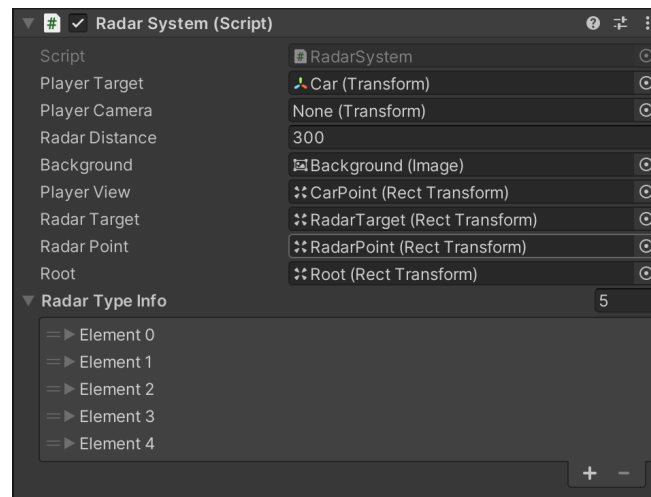 Radar System (Script)
Script RadarSystem
Player Target Car (Transform)
Player Camera None (Transform)
Radar Distance 300
Background Background (Image)
Player View CarPoint (Rect Transform)
Radar Target RadarTarget (Rect Transform)
Radar Point RadarPoint (Rect Transform)
Root Root (Rect Transform)
Radar Type Info 5
Element 0
Element 1
Element 2
Element 3
Element 4